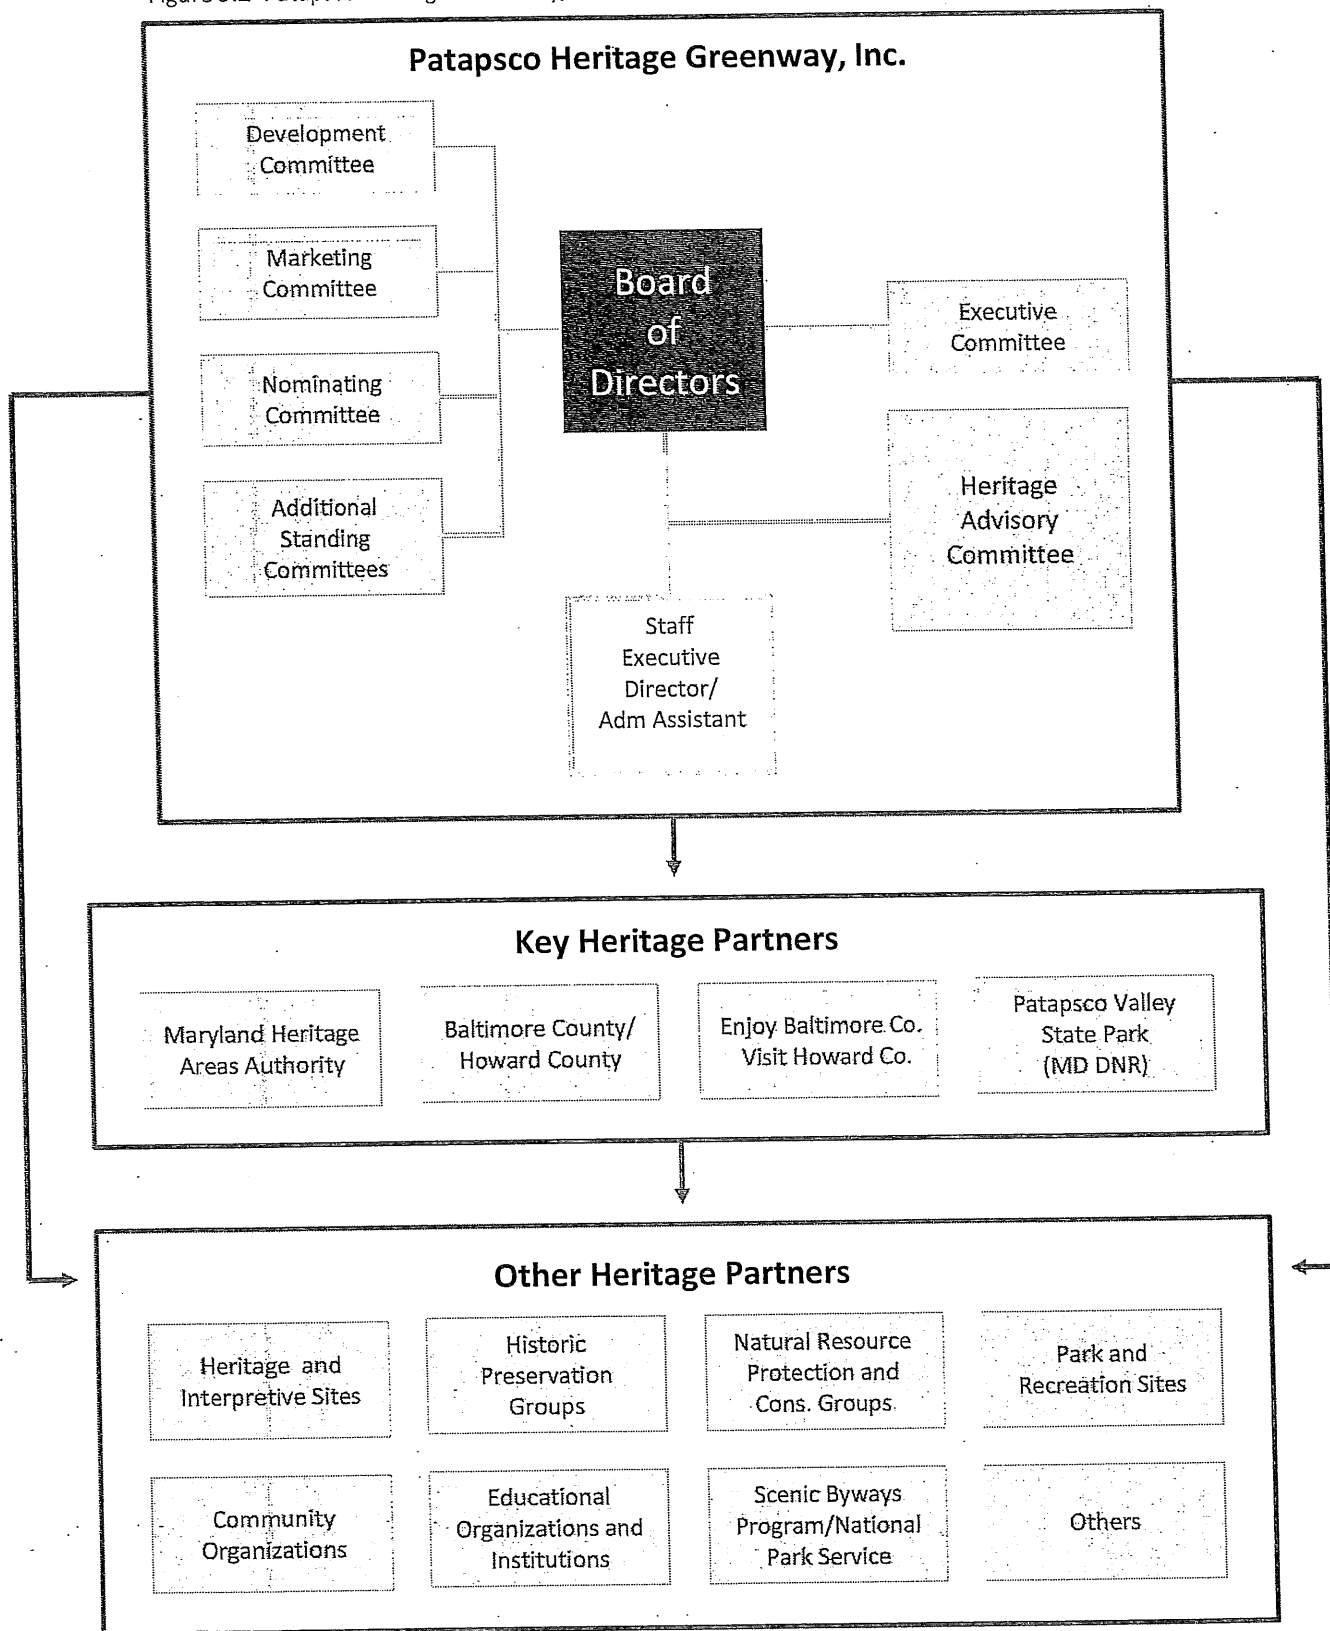 Patapsco Heritage Greenway, Inc.
Development
Committee
Marketing
Committee
Nominating
Committee
Additional
Standing
Committees
Board
of
Directors
Executive
Committee
Heritage
Advisory
Committee
Staff
Executive
Director/
Adm Assistant
Key Heritage Partners
Maryland Heritage
Areas Authority
Baltimore County/
Howard County
Enjoy Baltimore Co.
Visit Howard Co.
Patapsco Valley
State Park
(MD DNR)
Other Heritage Partners
Heritage and
Interpretive Sites
Historic
Preservation
Groups
Natural Resource
Protection and
Cons. Groups
Park and
Recreation Sites
Community
Organizations
Educational
Organizations and
Institutions
Scenic Byways
Program/National
Park Service
Others